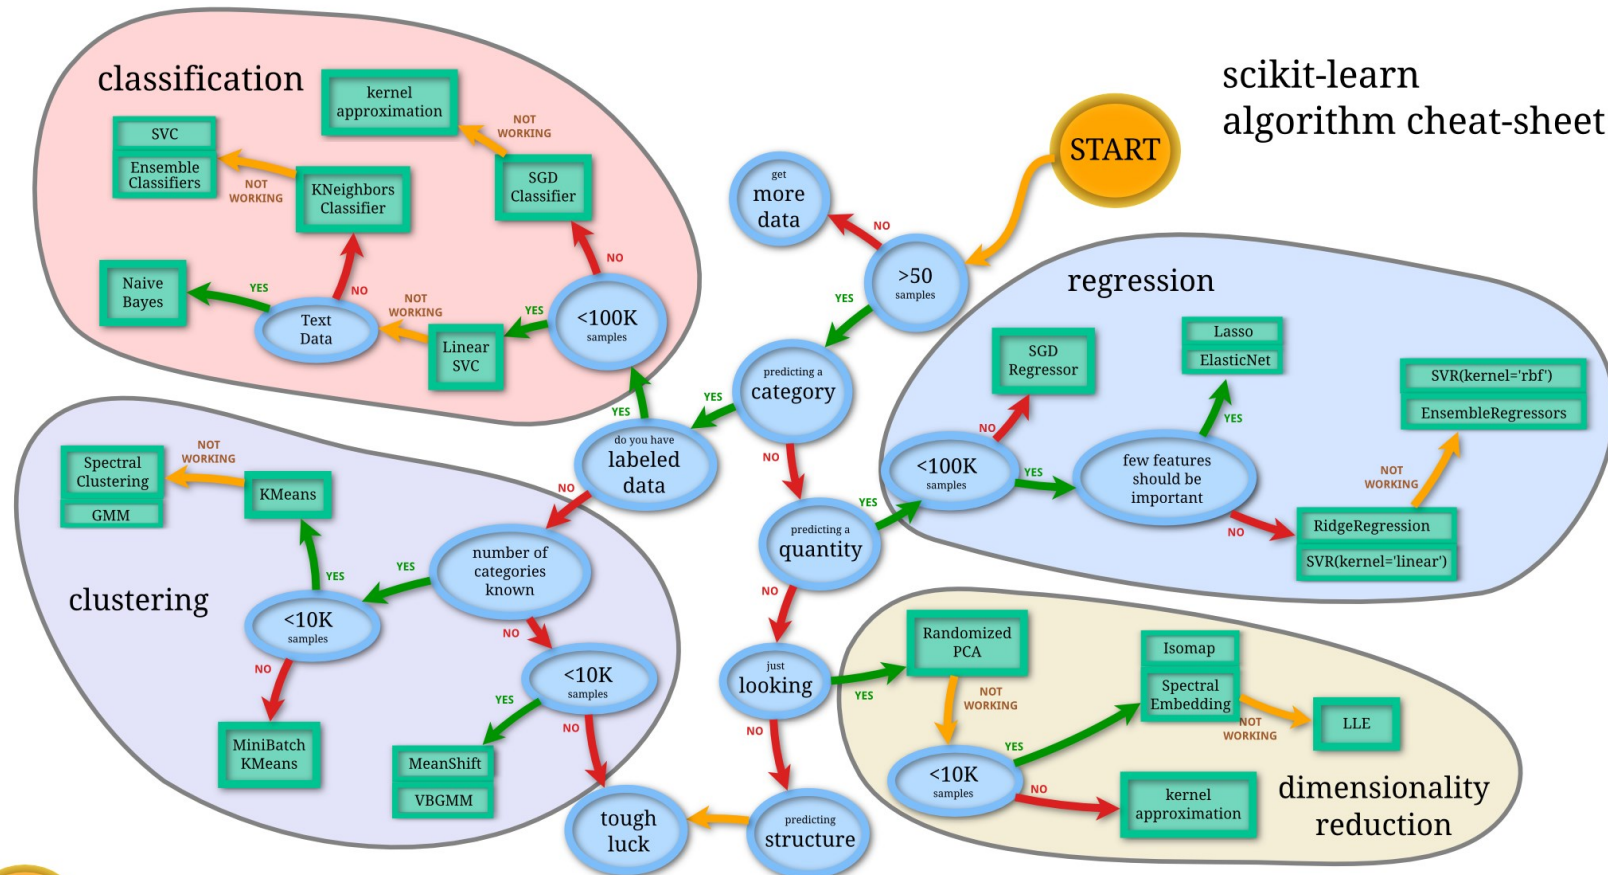 scikit-learn
algorithm cheat-sheet
START
>50
samples
NO
get
more
data
YES
predicting a
category
YES
do you have
labeled
data
YES
NO
NO
predicting a
quantity
YES
NO
just
looking
YES
NO
predicting
structure
tough
luck
classification
kernel
approximation
NOT
WORKING
SVC
Ensemble
Classifiers
NOT
WORKING
KNeighbors
Classifier
SGD
Classifier
NO
Naive
Bayes
YES
NO
Text
Data
NOT
WORKING
Linear
SVC
YES
<100K
samples
clustering
Spectral
Clustering
GMM
NOT
WORKING
KMeans
YES
<10K
samples
YES
number of
categories
known
NO
NO
MiniBatch
KMeans
<10K
samples
YES
NO
MeanShift
VBGMM
regression
SGD
Regressor
NO
<100K
samples
YES
few features
should be
important
YES
Lasso
ElasticNet
NO
RidgeRegression
SVR(kernel='linear')
NOT
WORKING
SVR(kernel='rbf')
EnsembleRegressors
Randomized
PCA
NOT
WORKING
<10K
samples
YES
Isomap
Spectral
Embedding
NOT
WORKING
LLE
NO
kernel
approximation
dimensionality
reduction